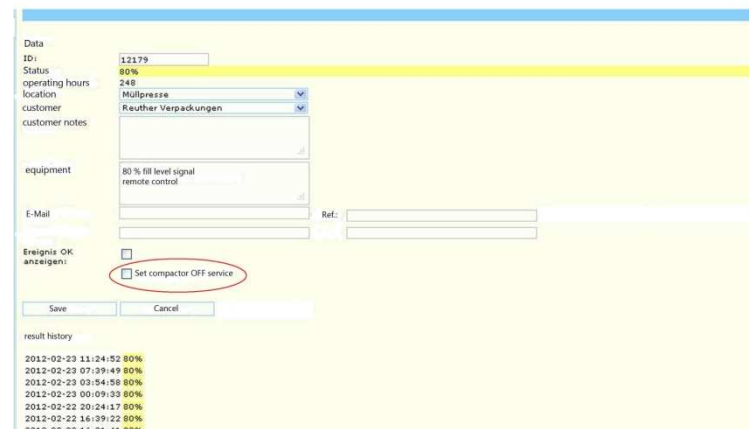 Data
ID: 12179
Status 80%
operating hours 248
location Müllpresse
customer Reuther Verpackungen
customer notes
equipment 80 % fill level signal
remote control
E-Mail Ref.:
Ereignis OK
anzeigen:
Set compactor OFF service
Save Cancel
result history
2012-02-23 11:24:52 80%
2012-02-23 07:39:49 80%
2012-02-23 03:54:58 80%
2012-02-23 00:09:33 80%
2012-02-22 20:24:17 80%
2012-02-22 16:39:22 80%